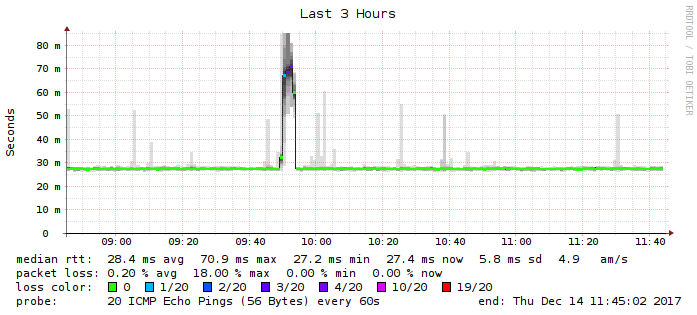 Last 3 Hours
RRDTOOL / TOBI OETIKER
Seconds
80 m
70 m
60 m
50 m
40 m
30 m
20 m
10 m
0
09:00 09:20 09:40 10:00 10:20 10:40 11:00 11:20 11:40
median rtt: 28.4 ms avg 70.9 ms max 27.2 ms min 27.4 ms now 5.8 ms sd 4.9 am/s
packet loss: 0.20 % avg 18.00 % max 0.00 % min 0.00 % now
loss color: 0 1/20 2/20 3/20 4/20 10/20 19/20
probe: 20 ICMP Echo Pings (56 Bytes) every 60s end: Thu Dec 14 11:45:02 2017